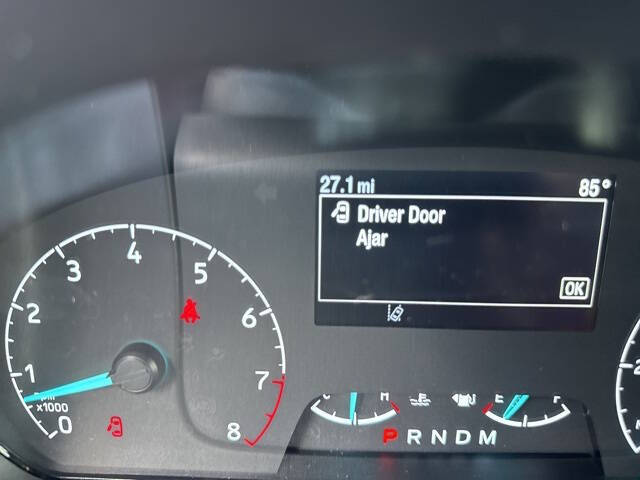 27.1 mi 85°
Driver Door
Ajar
OK
0 1 2 3 4 5 6 7 8
x1000
H E F
P R N D M